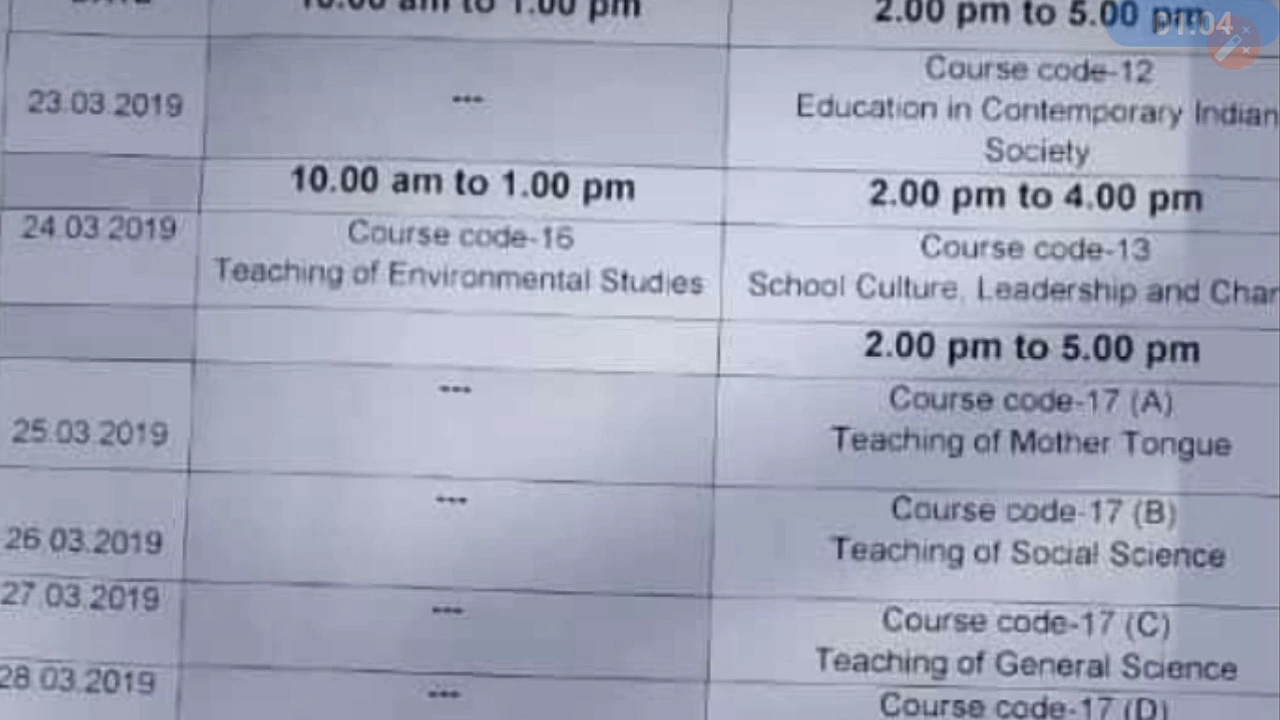 10.00 am to 1.00 pm
2.00 pm to 5.00 pm
01:04
23.03.2019
---
Course code-12
Education in Contemporary Indian
Society
10.00 am to 1.00 pm
2.00 pm to 4.00 pm
24.03.2019
Course code-16
Teaching of Environmental Studies
Course code-13
School Culture, Leadership and
2.00 pm to 5.00 pm
25.03.2019
---
Course code-17 (A)
Teaching of Mother Tongue
26.03.2019
---
Course code-17 (B)
Teaching of Social Science
27.03.2019
---
Course code-17 (C)
Teaching of General Science
28.03.2019
---
Course code-17 (D)